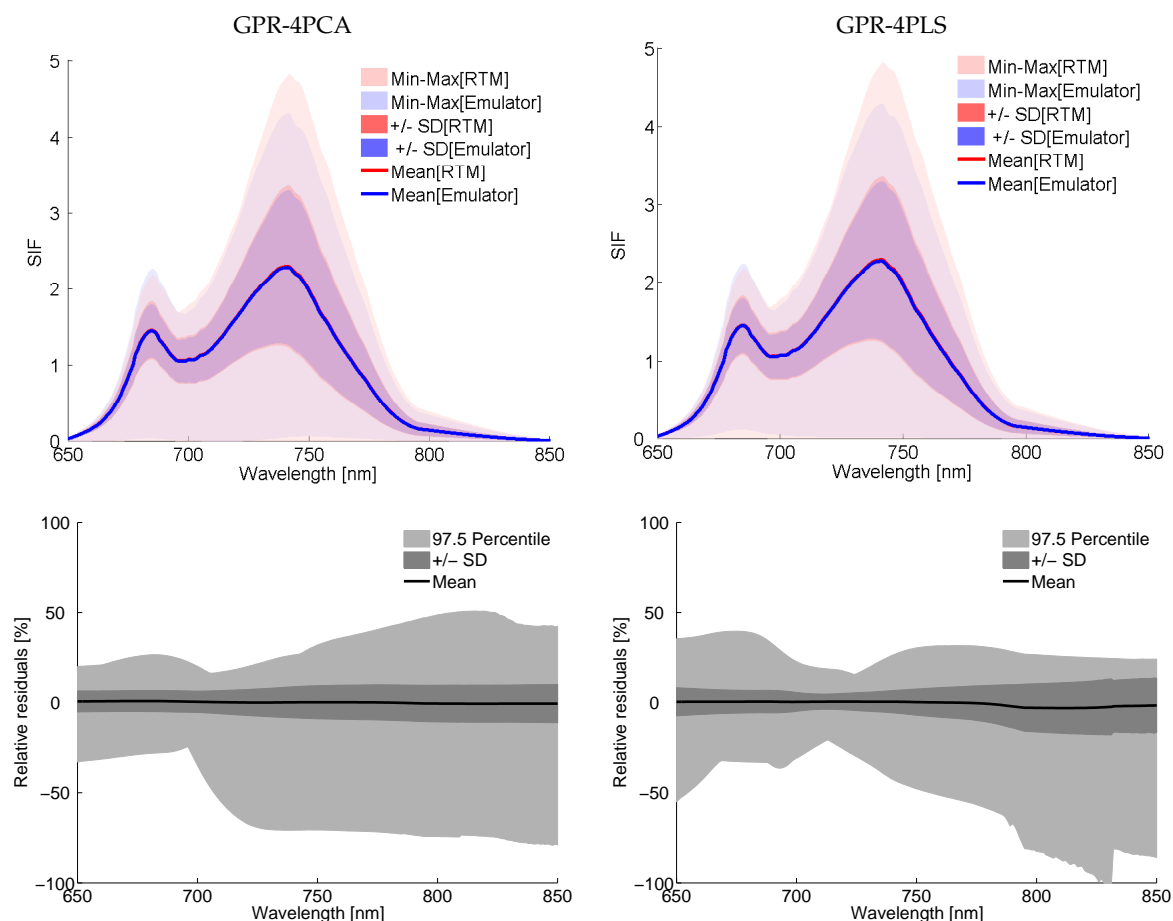 GPR-4PCA
5
4
3
2
1
0
SIF
Min-Max[RTM]
Min-Max[Emulator]
+/- SD[RTM]
+/- SD[Emulator]
Mean[RTM]
Mean[Emulator]
650 700 750 800 850
Wavelength [nm]
GPR-4PLS
5
4
3
2
1
0
SIF
Min-Max[RTM]
Min-Max[Emulator]
+/- SD[RTM]
+/- SD[Emulator]
Mean[RTM]
Mean[Emulator]
650 700 750 800 850
Wavelength [nm]
100
50
0
−50
−100
Relative residuals [%]
97.5 Percentile
+/− SD
Mean
650 700 750 800 850
Wavelength [nm]
100
50
0
−50
−100
Relative residuals [%]
97.5 Percentile
+/− SD
Mean
650 700 750 800 850
Wavelength [nm]